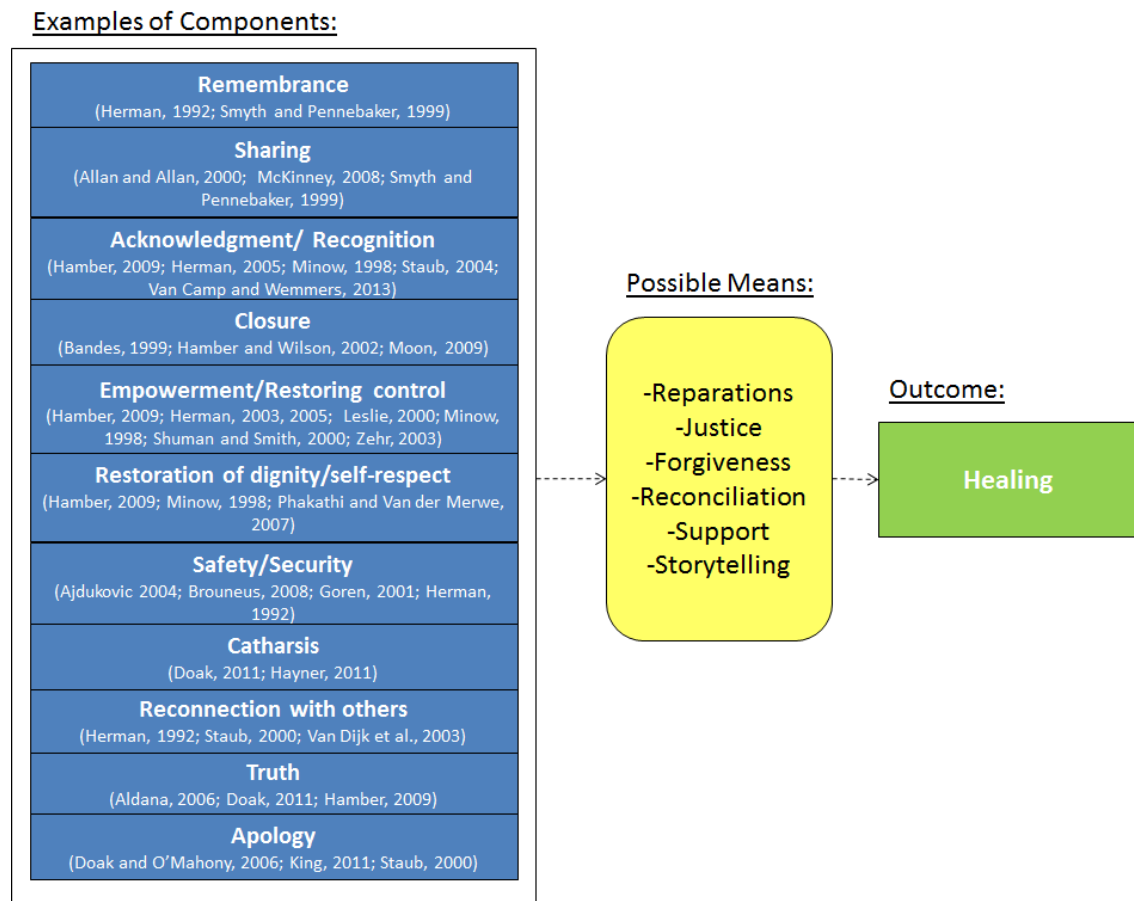 Examples of Components:
Remembrance
(Herman, 1992; Smyth and Pennebaker, 1999)
Sharing
(Allan and Allan, 2000;  McKinney, 2008; Smyth and
Pennebaker, 1999)
Acknowledgment/ Recognition
(Hamber, 2009; Herman, 2005; Minow, 1998; Staub, 2004;
Van Camp and Wemmers, 2013)
Closure
(Bandes, 1999; Hamber and Wilson, 2002; Moon, 2009)
Empowerment/Restoring control
(Hamber, 2009; Herman, 2003, 2005;  Leslie, 2000; Minow,
1998; Shuman and Smith, 2000; Zehr, 2003)
Restoration of dignity/self-respect
(Hamber, 2009; Minow, 1998; Phakathi and Van der Merwe,
2007)
Safety/Security
(Ajdukovic 2004; Brouneus, 2008; Goren, 2001; Herman,
1992)
Catharsis
(Doak, 2011; Hayner, 2011)
Reconnection with others
(Herman, 1992; Staub, 2000; Van Dijk et al., 2003)
Truth
(Aldana, 2006; Doak, 2011; Hamber, 2009)
Apology
(Doak and O’Mahony, 2006; King, 2011; Staub, 2000)
Possible Means:
-Reparations
-Justice
-Forgiveness
-Reconciliation
-Support
-Storytelling
Outcome:
Healing